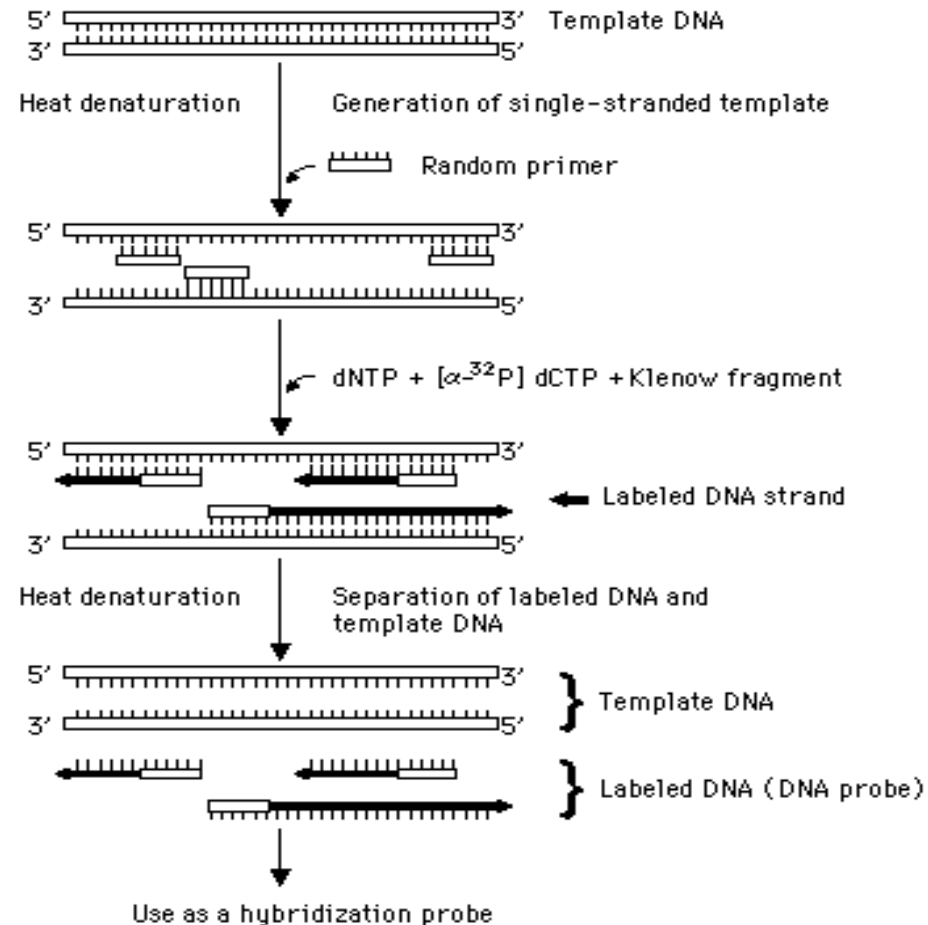 5′ 3′ Template DNA
3′ 5′
Heat denaturation Generation of single-stranded template
Random primer
5′ 3′
3′ 5′
dNTP + [α-³²P] dCTP + Klenow fragment
5′ 3′
Labeled DNA strand
3′ 5′
Heat denaturation Separation of labeled DNA and
template DNA
5′ 3′
Template DNA
3′ 5′
Labeled DNA (DNA probe)
Use as a hybridization probe